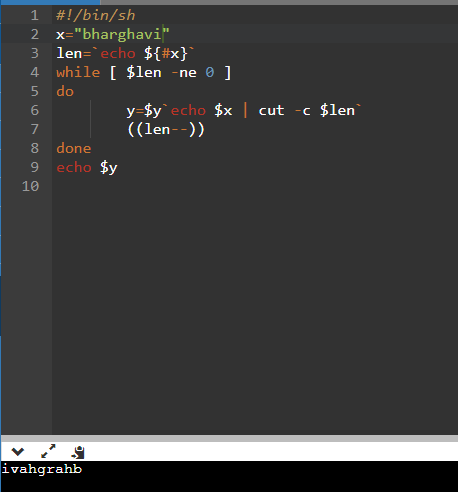 1 #!/bin/sh
2 x="bharghavi"
3 len=`echo ${#x}`
4 while [ $len -ne 0 ]
5 do
6 y=$y`echo $x | cut -c $len`
7 ((len--))
8 done
9 echo $y
10
ivahgrahb